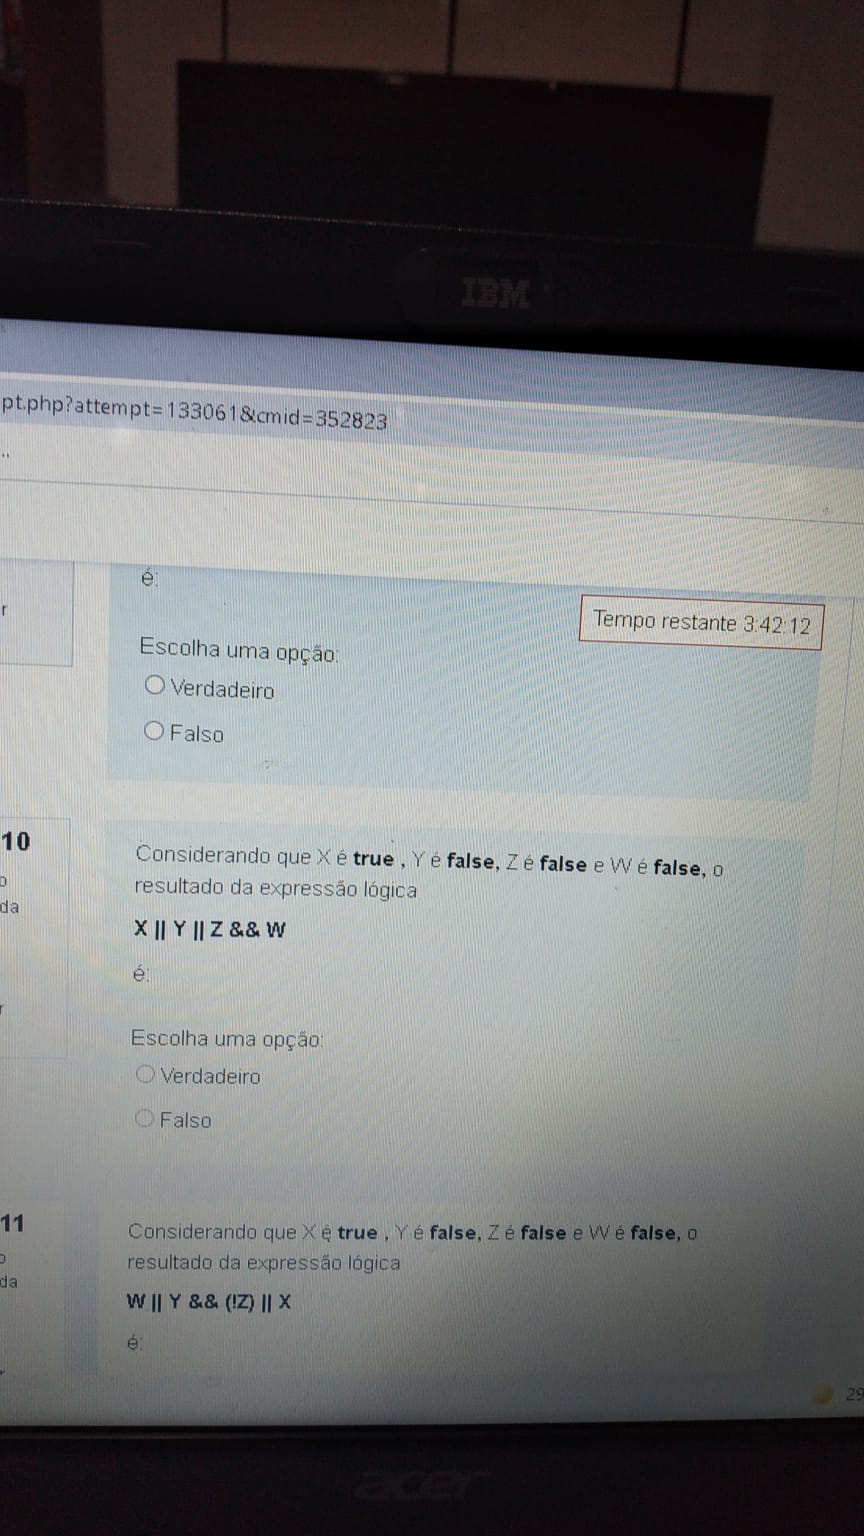 IBM
pt.php?attempt=133061&cmid=352823
..
é:
r
Tempo restante 3:42:12
Escolha uma opção:
Verdadeiro
Falso
10
o
da
Considerando que X é true , Y é false, Z é false e W é false, o
resultado da expressão lógica
X || Y || Z && W
é:
r
Escolha uma opção:
Verdadeiro
Falso
11
o
da
Considerando que X é true , Y é false, Z é false e W é false, o
resultado da expressão lógica
W || Y && (!Z) || X
é:
29
acer